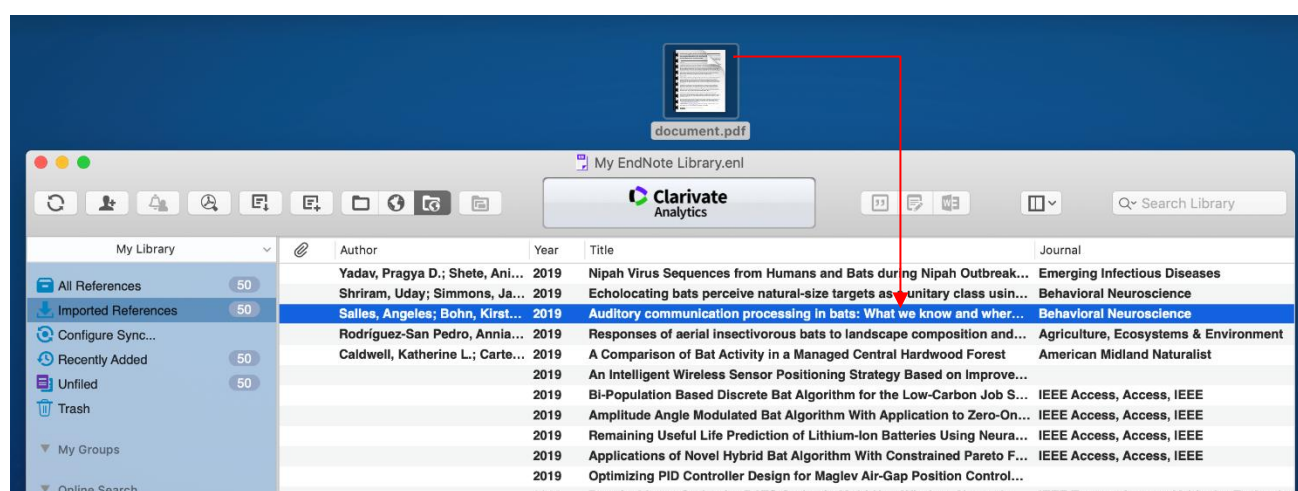 document.pdf
My EndNote Library.enl
Clarivate
Analytics
Search Library
My Library
Author Year Title Journal
All References 50
Imported References 50
Configure Sync...
Recently Added 50
Unfiled 50
Trash
My Groups
Online Search
Yadav, Pragya D.; Shete, Ani... 2019 Nipah Virus Sequences from Humans and Bats during Nipah Outbreak... Emerging Infectious Diseases
Shriram, Uday; Simmons, Ja... 2019 Echolocating bats perceive natural-size targets as unitary class usin... Behavioral Neuroscience
Salles, Angeles; Bohn, Kirst... 2019 Auditory communication processing in bats: What we know and wher... Behavioral Neuroscience
Rodríguez-San Pedro, Annia... 2019 Responses of aerial insectivorous bats to landscape composition and... Agriculture, Ecosystems & Environment
Caldwell, Katherine L.; Carte... 2019 A Comparison of Bat Activity in a Managed Central Hardwood Forest American Midland Naturalist
2019 An Intelligent Wireless Sensor Positioning Strategy Based on Improve...
2019 Bi-Population Based Discrete Bat Algorithm for the Low-Carbon Job S... IEEE Access, Access, IEEE
2019 Amplitude Angle Modulated Bat Algorithm With Application to Zero-On... IEEE Access, Access, IEEE
2019 Remaining Useful Life Prediction of Lithium-Ion Batteries Using Neura... IEEE Access, Access, IEEE
2019 Applications of Novel Hybrid Bat Algorithm With Constrained Pareto F... IEEE Access, Access, IEEE
2019 Optimizing PID Controller Design for Maglev Air-Gap Position Control...